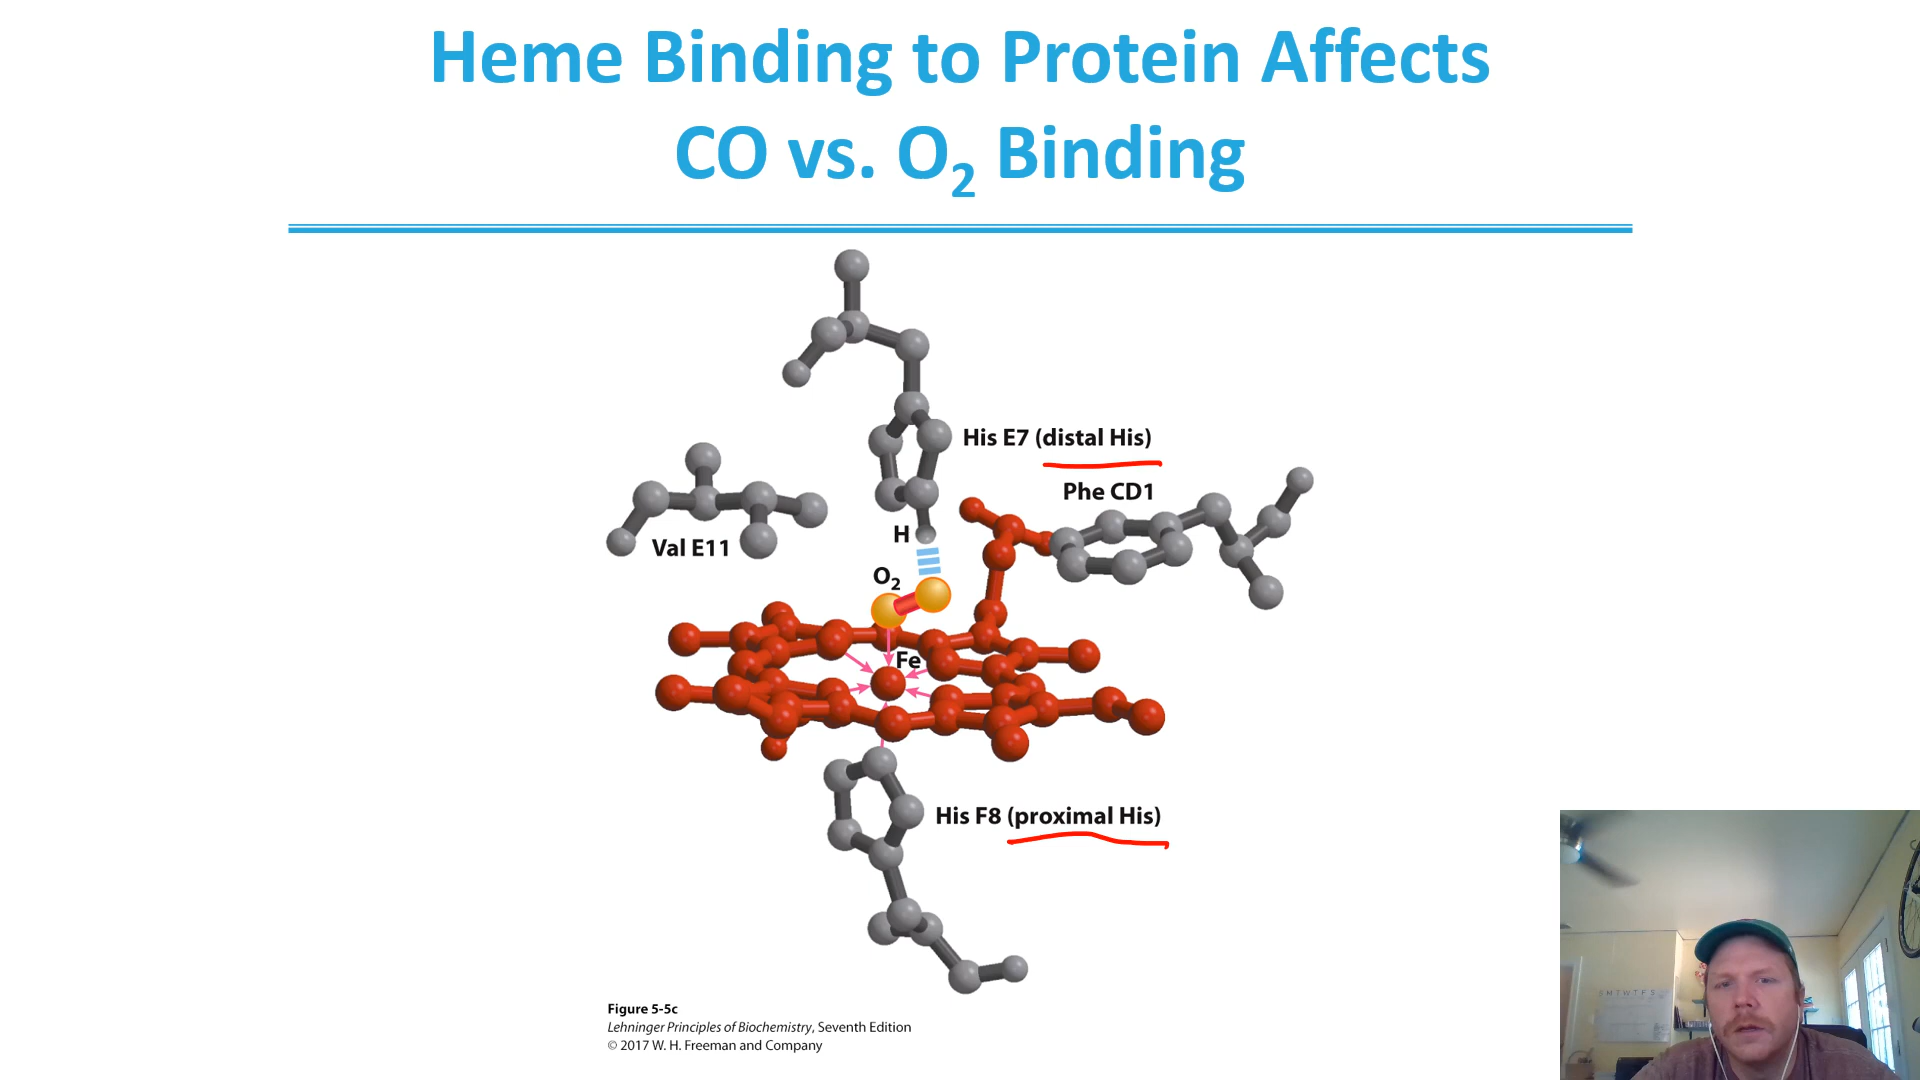 Heme Binding to Protein Affects
CO vs. O₂ Binding
His E7 (distal His)
Phe CD1
Val E11
H
O₂
Fe
His F8 (proximal His)
Figure 5-5c
Lehninger Principles of Biochemistry, Seventh Edition
© 2017 W. H. Freeman and Company